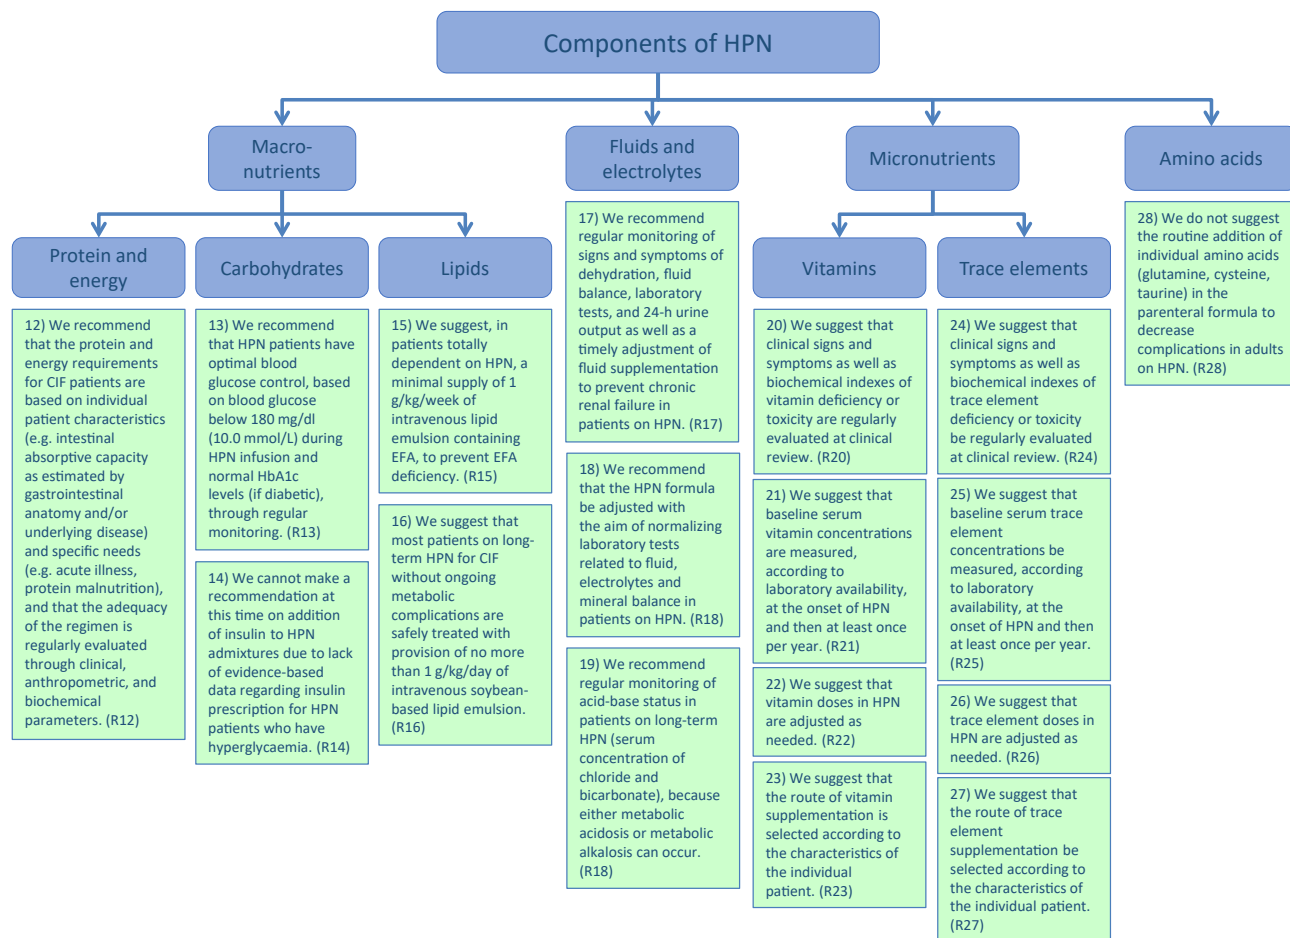 Components of HPN
Macro-
nutrients
Fluids and
electrolytes
Micronutrients
Amino acids
Protein and
energy
Carbohydrates
Lipids
Vitamins
Trace elements
12) We recommend
that the protein and
energy requirements
for CIF patients are
based on individual
patient characteristics
(e.g. intestinal
absorptive capacity
as estimated by
gastrointestinal
anatomy and/or
underlying disease)
and specific needs
(e.g. acute illness,
protein malnutrition),
and that the adequacy
of the regimen is
regularly evaluated
through clinical,
anthropometric, and
biochemical
parameters. (R12)
13) We recommend
that HPN patients have
optimal blood
glucose control, based
on blood glucose
below 180 mg/dl
(10.0 mmol/L) during
HPN infusion and
normal HbA1c
levels (if diabetic),
through regular
monitoring. (R13)
14) We cannot make a
recommendation at
this time on addition
of insulin to HPN
admixtures due to lack
of evidence-based
data regarding insulin
prescription for HPN
patients who have
hyperglycaemia. (R14)
15) We suggest, in
patients totally
dependent on HPN, a
minimal supply of 1
g/kg/week of
intravenous lipid
emulsion containing
EFA, to prevent EFA
deficiency. (R15)
16) We suggest that
most patients on long-
term HPN for CIF
without ongoing
metabolic
complications are
safely treated with
provision of no more
than 1 g/kg/day of
intravenous soybean-
based lipid emulsion.
(R16)
17) We recommend
regular monitoring of
signs and symptoms of
dehydration, fluid
balance, laboratory
tests, and 24-h urine
output as well as a
timely adjustment of
fluid supplementation
to prevent chronic
renal failure in
patients on HPN. (R17)
18) We recommend
that the HPN formula
be adjusted with
the aim of normalizing
laboratory tests
related to fluid,
electrolytes and
mineral balance in
patients on HPN. (R18)
19) We recommend
regular monitoring of
acid-base status in
patients on long-term
HPN (serum
concentration of
chloride and
bicarbonate), because
either metabolic
acidosis or metabolic
alkalosis can occur.
(R18)
20) We suggest that
clinical signs and
symptoms as well as
biochemical indexes of
vitamin deficiency or
toxicity are regularly
evaluated at clinical
review. (R20)
21) We suggest that
baseline serum
vitamin concentrations
are measured,
according to
laboratory availability,
at the onset of HPN
and then at least once
per year. (R21)
22) We suggest that
vitamin doses in HPN
are adjusted as
needed. (R22)
23) We suggest that
the route of vitamin
supplementation is
selected according to
the characteristics of
the individual
patient. (R23)
24) We suggest that
clinical signs and
symptoms as well as
biochemical indexes of
trace element
deficiency or toxicity
be regularly evaluated
at clinical review. (R24)
25) We suggest that
baseline serum trace
element
concentrations be
measured, according
to laboratory
availability, at the
onset of HPN and then
at least once per year.
(R25)
26) We suggest that
trace element doses in
HPN are adjusted as
needed. (R26)
27) We suggest that
the route of trace
element
supplementation be
selected according to
the characteristics of
the individual patient.
(R27)
28) We do not suggest
the routine addition of
individual amino acids
(glutamine, cysteine,
taurine) in the
parenteral formula to
decrease
complications in adults
on HPN. (R28)